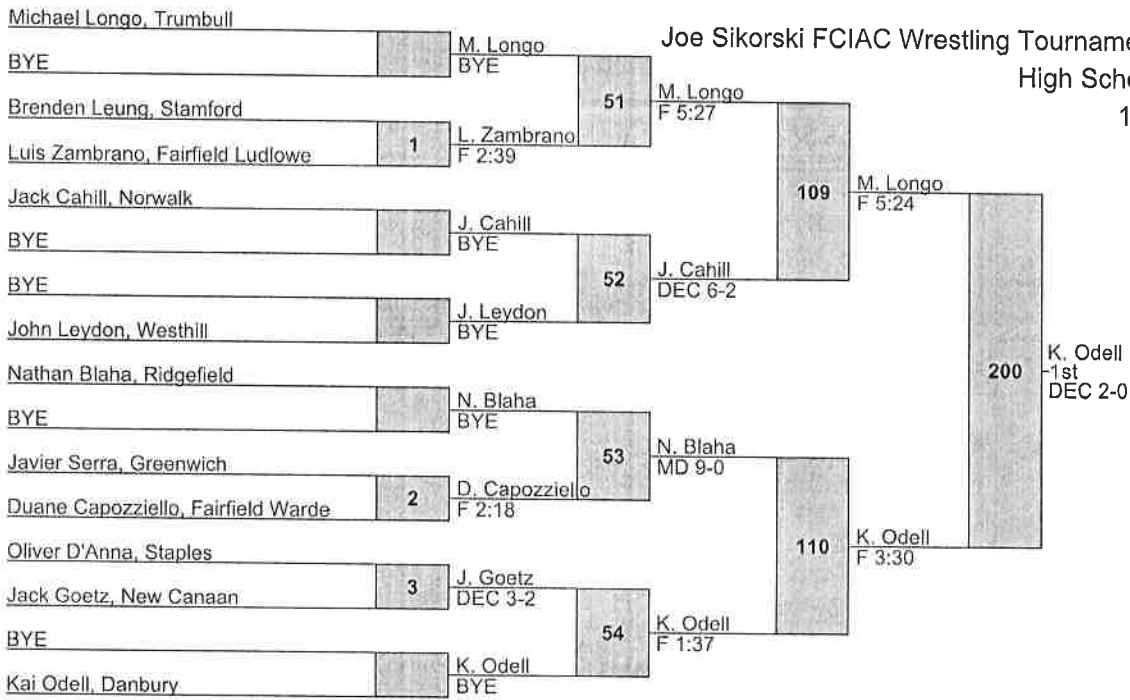 Joe Sikorski FCIAC Wrestling Tourname
High Scho
1
Michael Longo, Trumbull
BYE
M. Longo
BYE
Brenden Leung, Stamford
1
Luis Zambrano, Fairfield Ludlowe
L. Zambrano
F 2:39
51
M. Longo
F 5:27
Jack Cahill, Norwalk
BYE
J. Cahill
BYE
BYE
John Leydon, Westhill
J. Leydon
BYE
52
J. Cahill
DEC 6-2
109
M. Longo
F 5:24
Nathan Blaha, Ridgefield
BYE
N. Blaha
BYE
Javier Serra, Greenwich
2
Duane Capozziello, Fairfield Warde
D. Capozziello
F 2:18
53
N. Blaha
MD 9-0
Oliver D'Anna, Staples
3
Jack Goetz, New Canaan
J. Goetz
DEC 3-2
BYE
Kai Odell, Danbury
K. Odell
BYE
54
K. Odell
F 1:37
110
K. Odell
F 3:30
200
K. Odell
1st
DEC 2-0